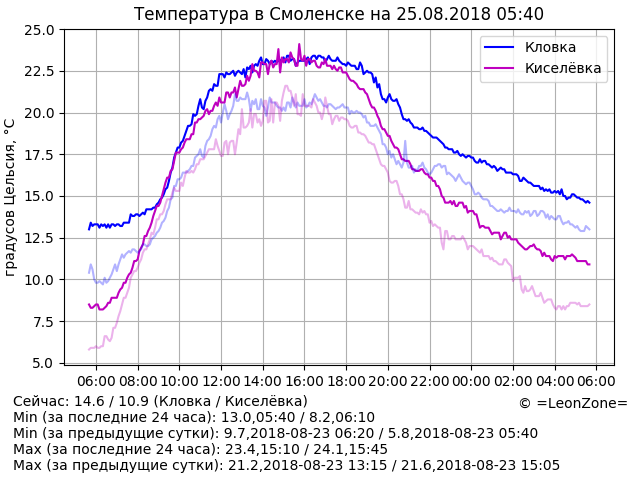 Температура в Смоленске на 25.08.2018 05:40
25.0
22.5
20.0
17.5
15.0
12.5
10.0
7.5
5.0
градусов Цельсия, °C
Кловка
Киселёвка
06:00 08:00 10:00 12:00 14:00 16:00 18:00 20:00 22:00 00:00 02:00 04:00 06:00
Сейчас: 14.6 / 10.9 (Кловка / Киселёвка)
© =LeonZone=
Min (за последние 24 часа): 13.0,05:40 / 8.2,06:10
Min (за предыдущие сутки): 9.7,2018-08-23 06:20 / 5.8,2018-08-23 05:40
Max (за последние 24 часа): 23.4,15:10 / 24.1,15:45
Max (за предыдущие сутки): 21.2,2018-08-23 13:15 / 21.6,2018-08-23 15:05